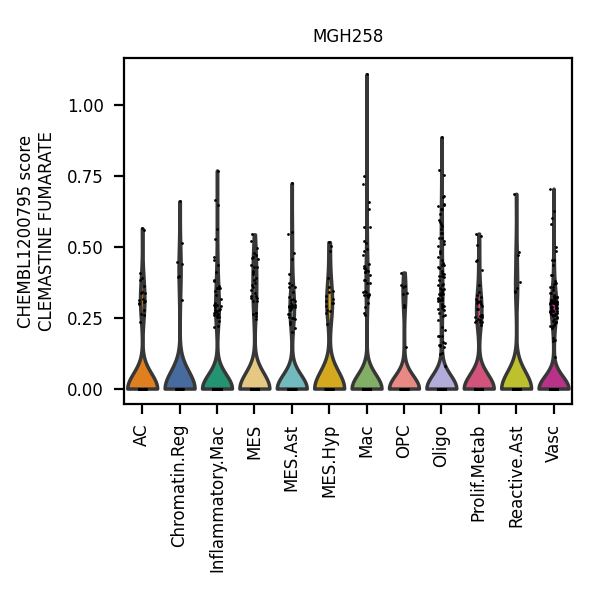 MGH258
CHEMBL1200795 score
CLEMASTINE FUMARATE
1.00
0.75
0.50
0.25
0.00
AC
Chromatin.Reg
Inflammatory.Mac
MES
MES.Ast
MES.Hyp
Mac
OPC
Oligo
Prolif.Metab
Reactive.Ast
Vasc